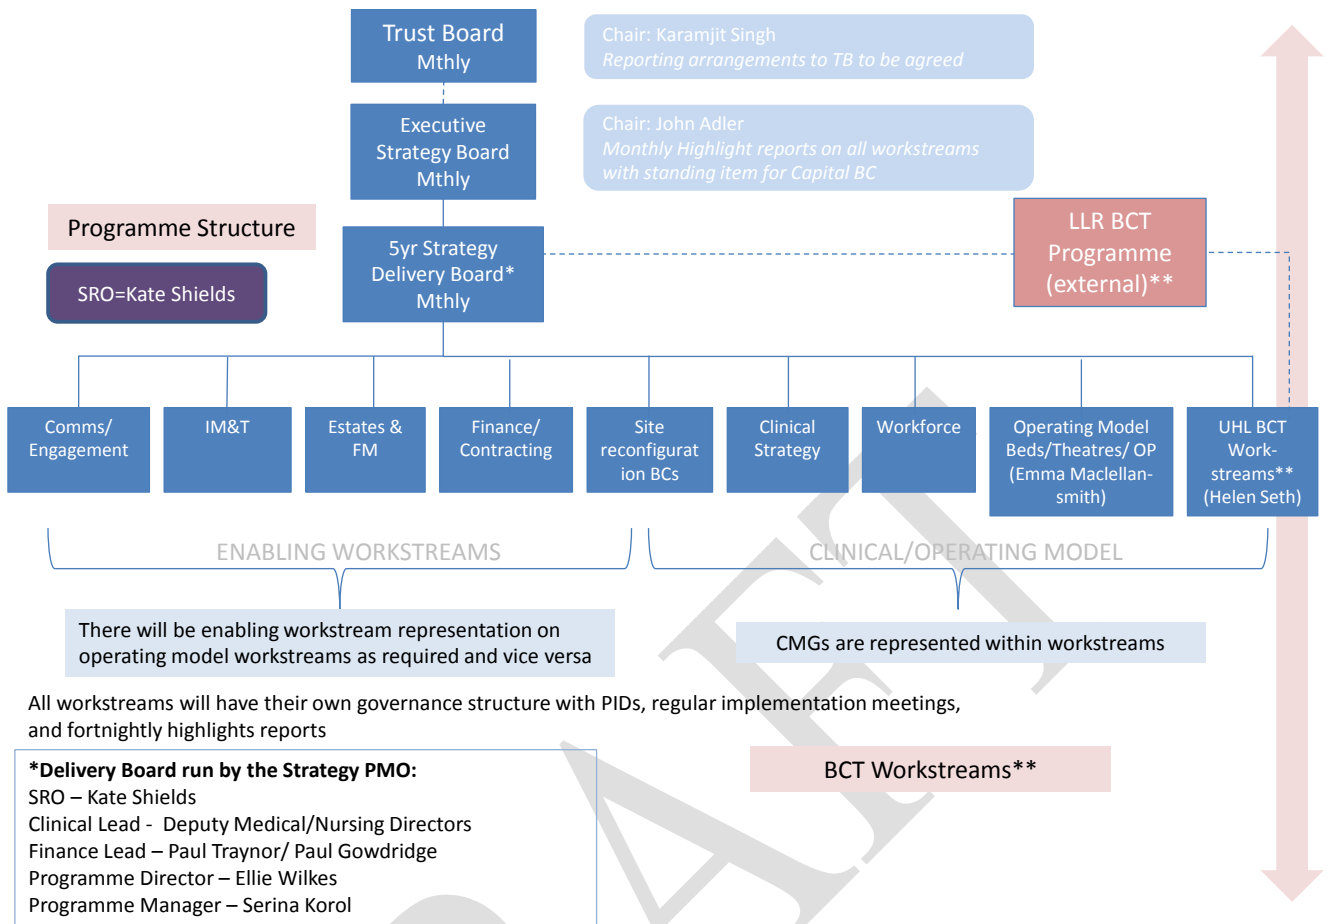 Trust Board
Mthly
Chair: Karamjit Singh
Reporting arrangements to TB to be agreed
Executive
Strategy Board
Mthly
Chair: John Adler
Monthly Highlight reports on all workstreams
with standing item for Capital BC
Programme Structure
SRO=Kate Shields
5yr Strategy
Delivery Board*
Mthly
LLR BCT
Programme
(external)**
Comms/
Engagement
IM&T
Estates &
FM
Finance/
Contracting
Site
reconfigurat
ion BCs
Clinical
Strategy
Workforce
Operating Model
Beds/Theatres/ OP
(Emma Maclellan-
smith)
UHL BCT
Work-
streams**
(Helen Seth)
ENABLING WORKSTREAMS
CLINICAL/OPERATING MODEL
There will be enabling workstream representation on
operating model workstreams as required and vice versa
CMGs are represented within workstreams
All workstreams will have their own governance structure with PIDs, regular implementation meetings,
and fortnightly highlights reports
*Delivery Board run by the Strategy PMO:
SRO – Kate Shields
Clinical Lead - Deputy Medical/Nursing Directors
Finance Lead – Paul Traynor/ Paul Gowdridge
Programme Director – Ellie Wilkes
Programme Manager – Serina Korol
BCT Workstreams**
DRAFT